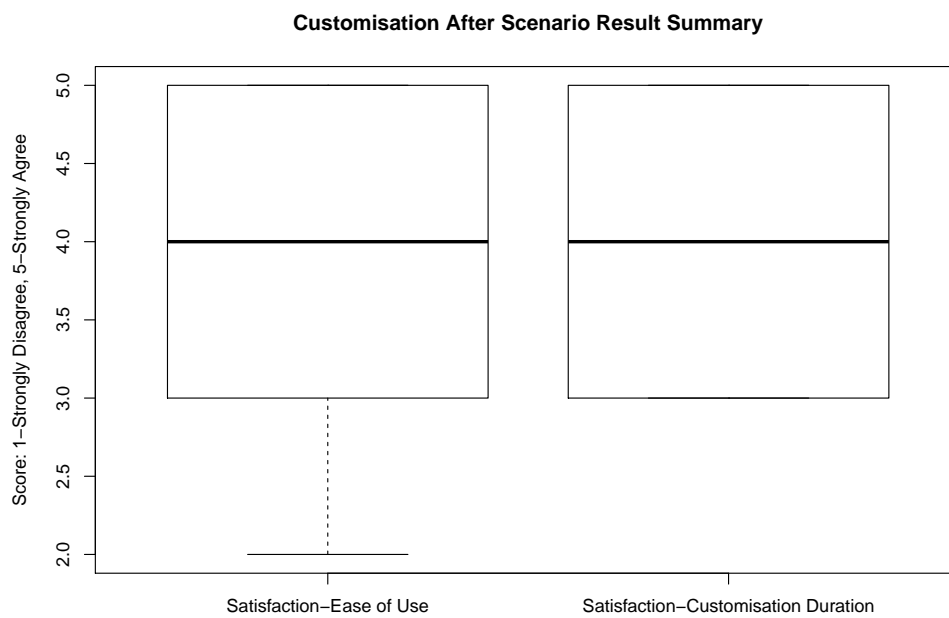 Customisation After Scenario Result Summary
Score: 1−Strongly Disagree, 5−Strongly Agree
5.0
4.5
4.0
3.5
3.0
2.5
2.0
Satisfaction−Ease of Use
Satisfaction−Customisation Duration